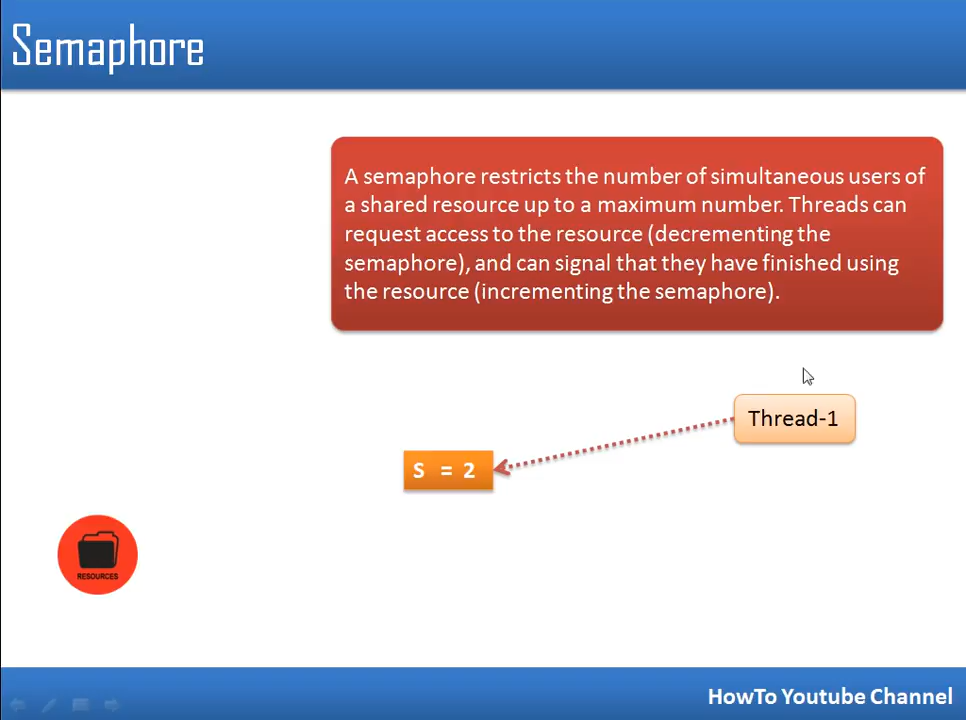 Semaphore
A semaphore restricts the number of simultaneous users of
a shared resource up to a maximum number. Threads can
request access to the resource (decrementing the
semaphore), and can signal that they have finished using
the resource (incrementing the semaphore).
Thread-1
S = 2
RESOURCES
HowTo Youtube Channel